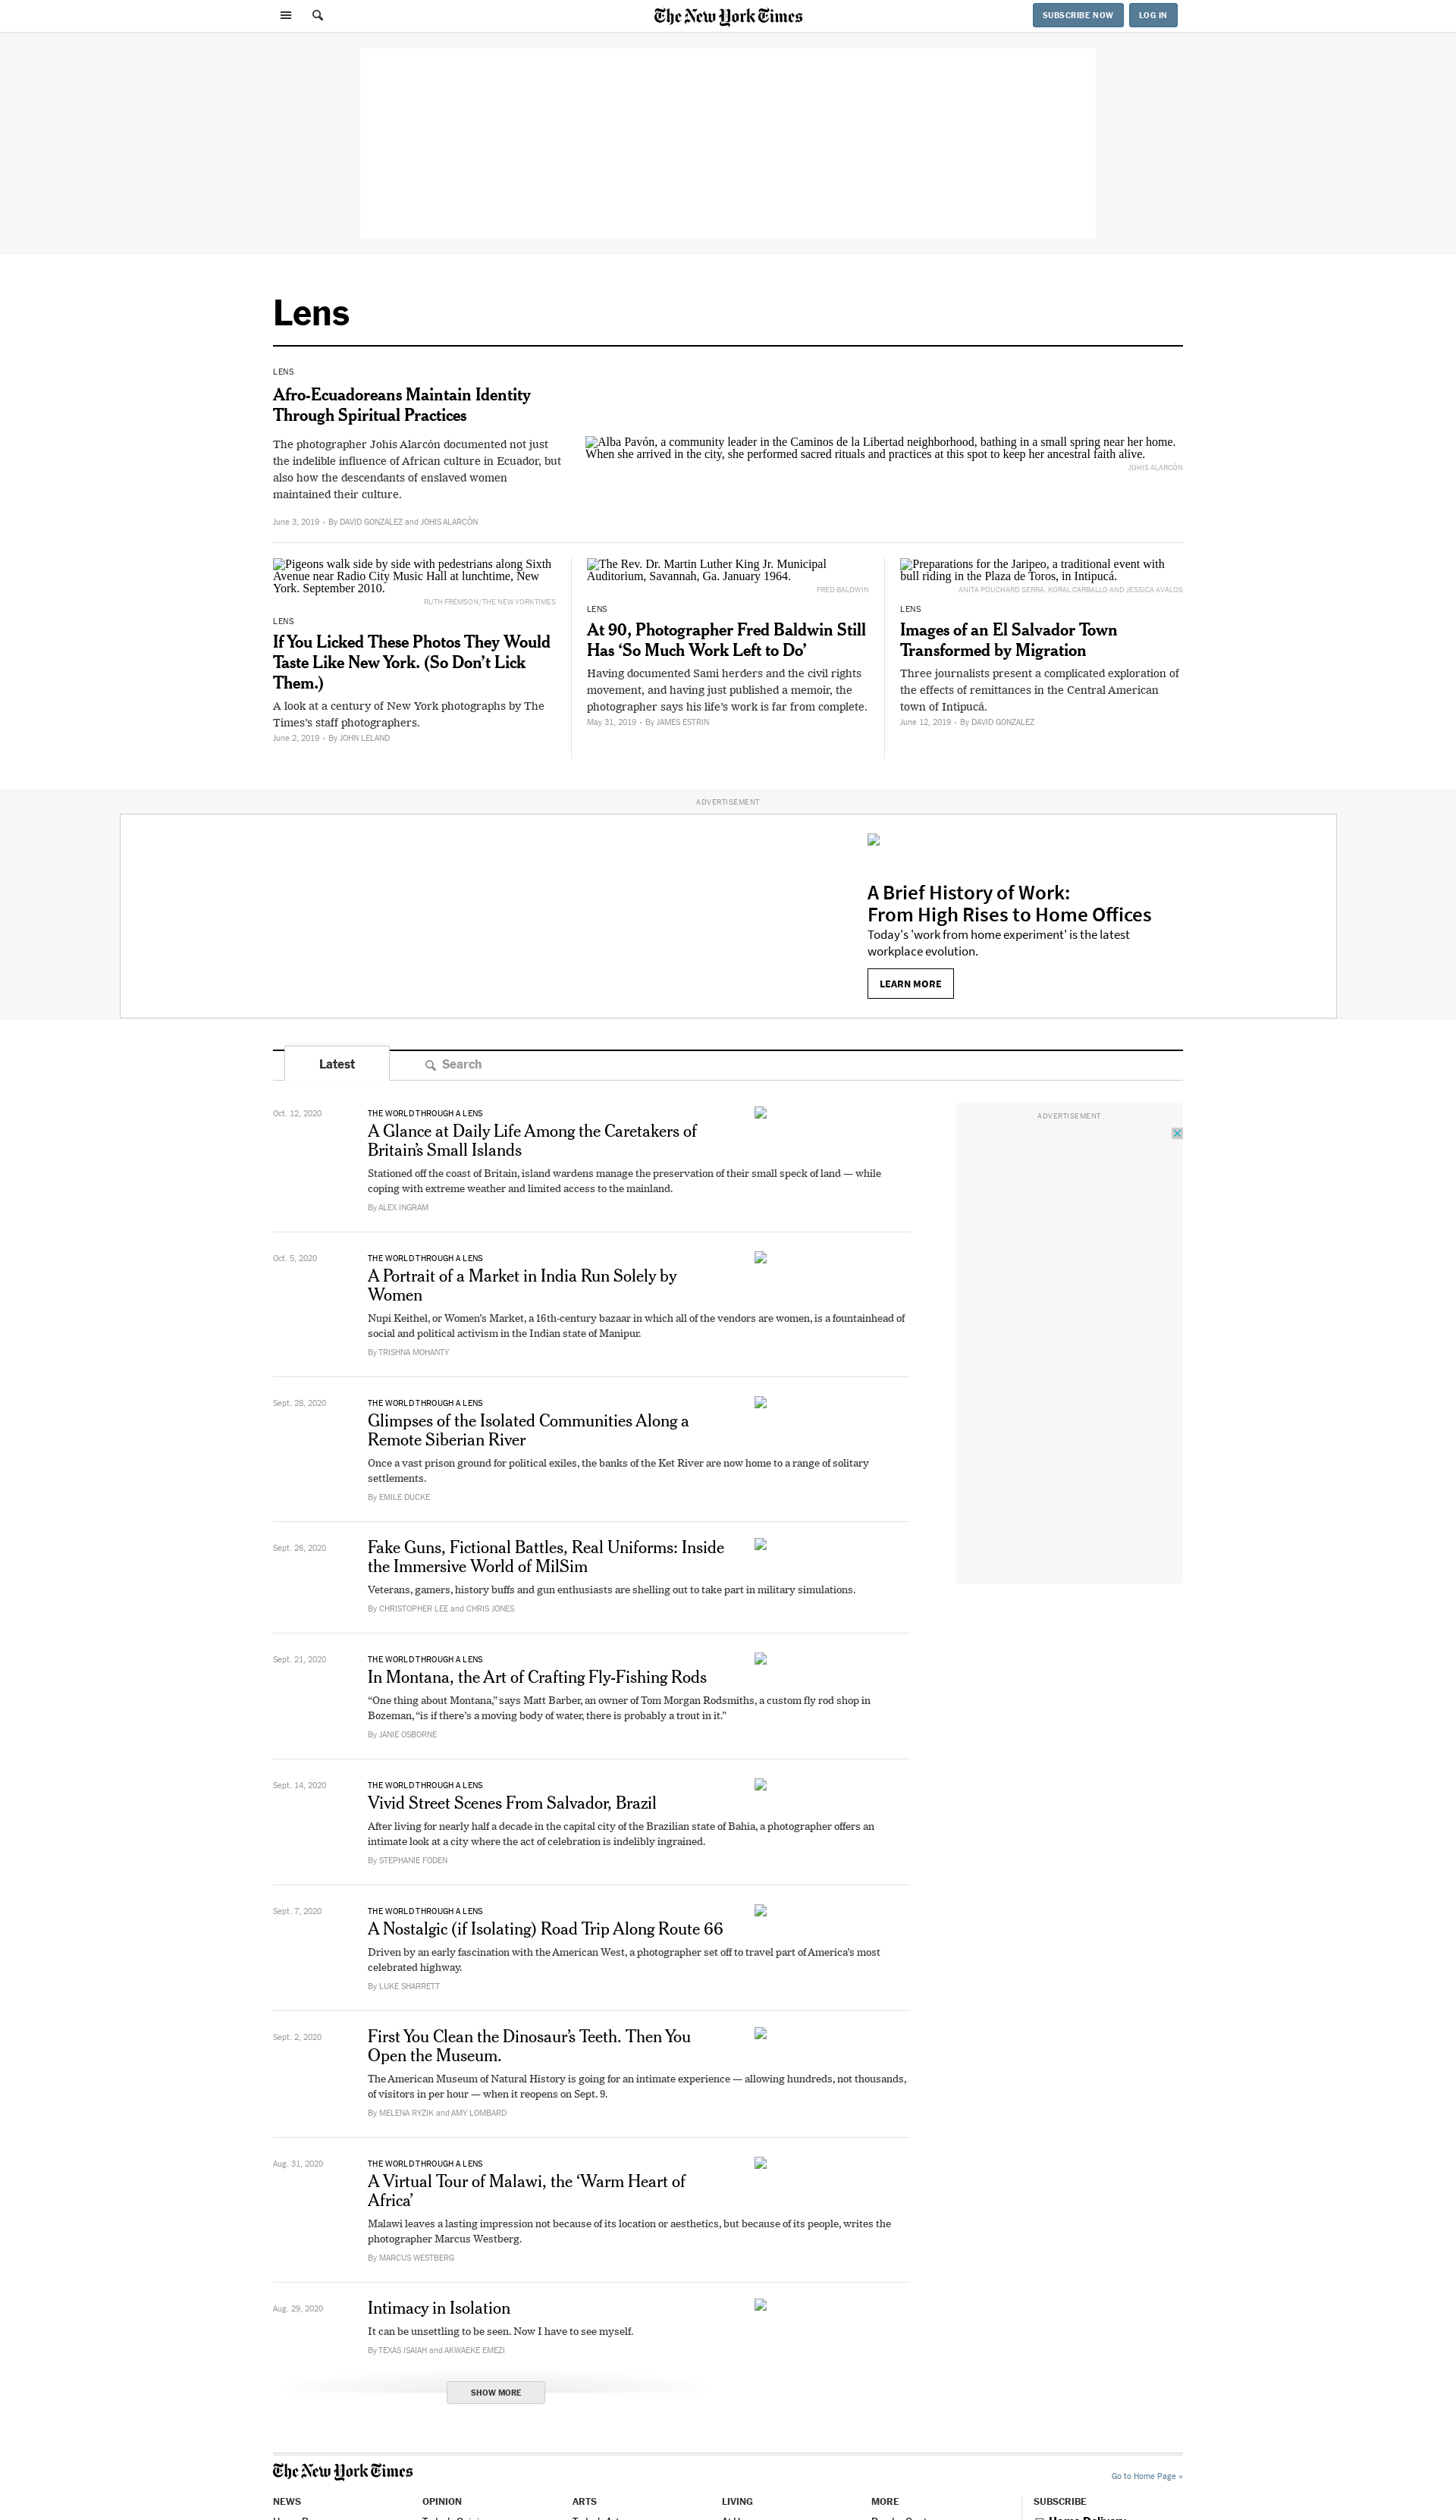 The New York Times
SUBSCRIBE NOW
LOG IN
Lens
LENS
Afro-Ecuadoreans Maintain Identity
Through Spiritual Practices
The photographer Johis Alarcón documented not just
the indelible influence of African culture in Ecuador, but
also how the descendants of enslaved women
maintained their culture.
June 3, 2019 • By DAVID GONZALEZ and JOHIS ALARCÓN
Alba Pavón, a community leader in the Caminos de la Libertad neighborhood, bathing in a small spring near her home.
When she arrived in the city, she performed sacred rituals and practices at this spot to keep her ancestral faith alive.
JOHIS ALARCÓN
Pigeons walk side by side with pedestrians along Sixth
Avenue near Radio City Music Hall at lunchtime, New
York. September 2010.
RUTH FREMSON/THE NEW YORK TIMES
LENS
If You Licked These Photos They Would
Taste Like New York. (So Don’t Lick
Them.)
A look at a century of New York photographs by The
Times’s staff photographers.
June 2, 2019 • By JOHN LELAND
The Rev. Dr. Martin Luther King Jr. Municipal
Auditorium, Savannah, Ga. January 1964.
FRED BALDWIN
LENS
At 90, Photographer Fred Baldwin Still
Has ‘So Much Work Left to Do’
Having documented Sami herders and the civil rights
movement, and having just published a memoir, the
photographer says his life’s work is far from complete.
May 31, 2019 • By JAMES ESTRIN
Preparations for the Jaripeo, a traditional event with
bull riding in the Plaza de Toros, in Intipucá.
ANITA POUCHARD SERRA, KORAL CARBALLO AND JESSICA AVALOS
LENS
Images of an El Salvador Town
Transformed by Migration
Three journalists present a complicated exploration of
the effects of remittances in the Central American
town of Intipucá.
June 12, 2019 • By DAVID GONZALEZ
ADVERTISEMENT
A Brief History of Work:
From High Rises to Home Offices
Today's 'work from home experiment' is the latest
workplace evolution.
LEARN MORE
Latest
Search
ADVERTISEMENT
Oct. 12, 2020
THE WORLD THROUGH A LENS
A Glance at Daily Life Among the Caretakers of
Britain’s Small Islands
Stationed off the coast of Britain, island wardens manage the preservation of their small speck of land — while
coping with extreme weather and limited access to the mainland.
By ALEX INGRAM
Oct. 5, 2020
THE WORLD THROUGH A LENS
A Portrait of a Market in India Run Solely by
Women
Nupi Keithel, or Women's Market, a 16th-century bazaar in which all of the vendors are women, is a fountainhead of
social and political activism in the Indian state of Manipur.
By TRISHNA MOHANTY
Sept. 28, 2020
THE WORLD THROUGH A LENS
Glimpses of the Isolated Communities Along a
Remote Siberian River
Once a vast prison ground for political exiles, the banks of the Ket River are now home to a range of solitary
settlements.
By EMILE DUCKE
Sept. 26, 2020
Fake Guns, Fictional Battles, Real Uniforms: Inside
the Immersive World of MilSim
Veterans, gamers, history buffs and gun enthusiasts are shelling out to take part in military simulations.
By CHRISTOPHER LEE and CHRIS JONES
Sept. 21, 2020
THE WORLD THROUGH A LENS
In Montana, the Art of Crafting Fly-Fishing Rods
“One thing about Montana,” says Matt Barber, an owner of Tom Morgan Rodsmiths, a custom fly rod shop in
Bozeman, “is if there’s a moving body of water, there is probably a trout in it.”
By JANIE OSBORNE
Sept. 14, 2020
THE WORLD THROUGH A LENS
Vivid Street Scenes From Salvador, Brazil
After living for nearly half a decade in the capital city of the Brazilian state of Bahia, a photographer offers an
intimate look at a city where the act of celebration is indelibly ingrained.
By STEPHANIE FODEN
Sept. 7, 2020
THE WORLD THROUGH A LENS
A Nostalgic (if Isolating) Road Trip Along Route 66
Driven by an early fascination with the American West, a photographer set off to travel part of America’s most
celebrated highway.
By LUKE SHARRETT
Sept. 2, 2020
First You Clean the Dinosaur’s Teeth. Then You
Open the Museum.
The American Museum of Natural History is going for an intimate experience — allowing hundreds, not thousands,
of visitors in per hour — when it reopens on Sept. 9.
By MELENA RYZIK and AMY LOMBARD
Aug. 31, 2020
THE WORLD THROUGH A LENS
A Virtual Tour of Malawi, the ‘Warm Heart of
Africa’
Malawi leaves a lasting impression not because of its location or aesthetics, but because of its people, writes the
photographer Marcus Westberg.
By MARCUS WESTBERG
Aug. 29, 2020
Intimacy in Isolation
It can be unsettling to be seen. Now I have to see myself.
By TEXAS ISAIAH and AKWAEKE EMEZI
SHOW MORE
The New York Times
Go to Home Page »
NEWS
OPINION
ARTS
LIVING
MORE
SUBSCRIBE